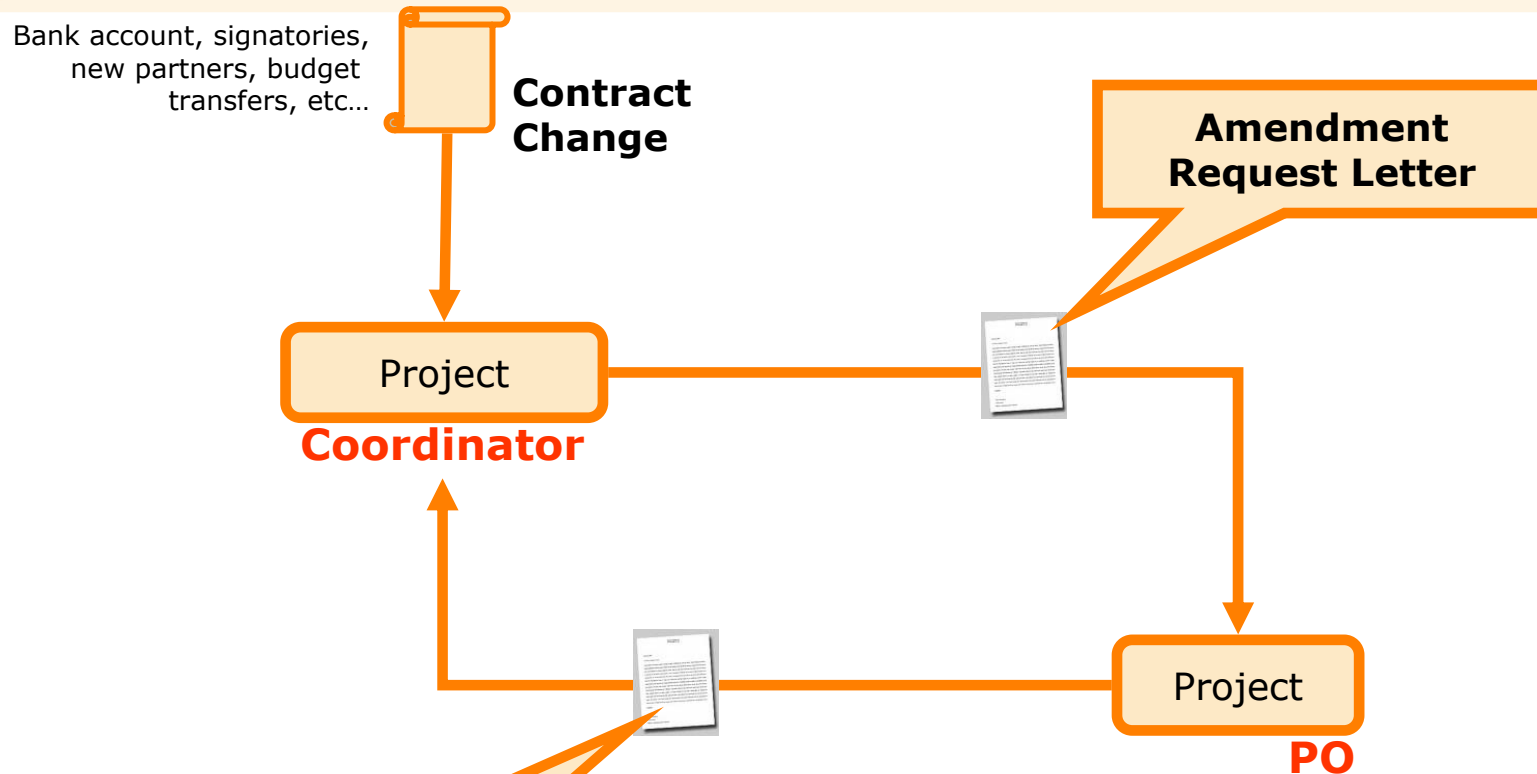 Bank account, signatories,
new partners, budget
transfers, etc…
Contract
Change
Amendment
Request Letter
Project
Coordinator
Project
PO